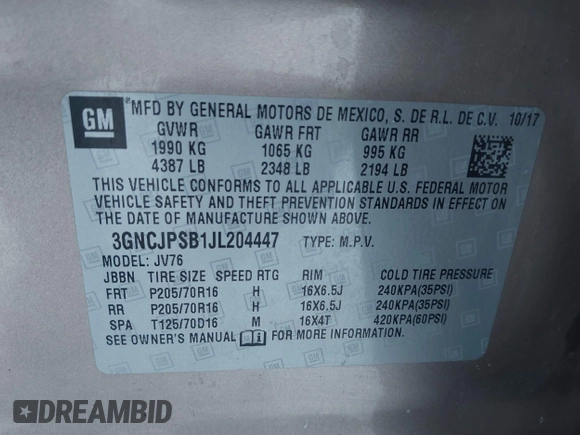 GM
MFD BY GENERAL MOTORS DE MEXICO, S. DE R.L. DE C.V. 10/17
GVWR GAWR FRT GAWR RR
1990 KG 1065 KG 995 KG
4387 LB 2348 LB 2194 LB
THIS VEHICLE CONFORMS TO ALL APPLICABLE U.S. FEDERAL MOTOR
VEHICLE SAFETY AND THEFT PREVENTION STANDARDS IN EFFECT ON
THE DATE OF MANUFACTURE SHOWN ABOVE.
3GNCJPSB1JL204447 TYPE: M.P.V.
MODEL: JV76
JBBN TIRE SIZE SPEED RTG RIM COLD TIRE PRESSURE
FRT P205/70R16 H 16X6.5J 240KPA(35PSI)
RR P205/70R16 H 16X6.5J 240KPA(35PSI)
SPA T125/70D16 M 16X4T 420KPA(60PSI)
SEE OWNER'S MANUAL FOR MORE INFORMATION.
DREAMBID